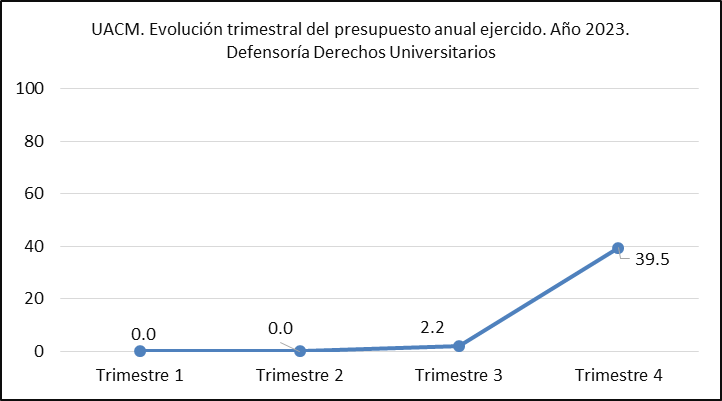 UACM. Evolución trimestral del presupuesto anual ejercido. Año 2023.
Defensoría Derechos Universitarios
100
80
60
40
20
0
0.0
0.0
2.2
39.5
Trimestre 1
Trimestre 2
Trimestre 3
Trimestre 4